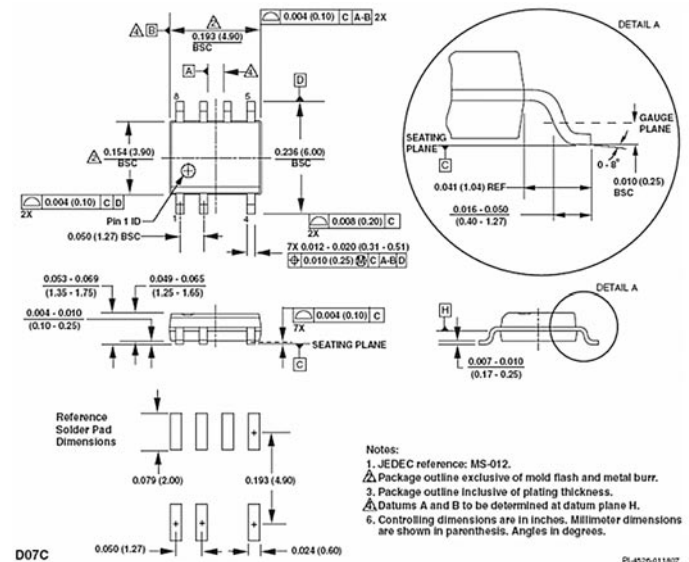 DETAIL A
2
4 B
0.193 (4.90)
BSC
0.004 (0.10) C A-B 2X
A 4
D
8 5
2 0.154 (3.90)
BSC
0.236 (6.00)
BSC
GAUGE
PLANE
SEATING
PLANE
C
0 - 8°
0.010 (0.25)
BSC
0.041 (1.04) REF
0.016 - 0.050
(0.40 - 1.27)
0.004 (0.10) C D
2X
Pin 1 ID
1 4
0.050 (1.27) BSC
0.008 (0.20) C
2X
7X 0.012 - 0.020 (0.31 - 0.51)
0.010 (0.25) M C A-B D
DETAIL A
0.053 - 0.069
(1.35 - 1.75)
0.049 - 0.065
(1.25 - 1.65)
0.004 - 0.010
(0.10 - 0.25)
0.004 (0.10) C
7X
SEATING PLANE
C
H
0.007 - 0.010
(0.17 - 0.25)
Reference
Solder Pad
Dimensions
0.079 (2.00)
0.193 (4.90)
0.050 (1.27)
0.024 (0.60)
Notes:
1. JEDEC reference: MS-012.
2 Package outline exclusive of mold flash and metal burr.
3. Package outline inclusive of plating thickness.
4 Datums A and B to be determined at datum plane H.
6. Controlling dimensions are in inches. Millimeter dimensions
are shown in parenthesis. Angles in degrees.
D07C
PI-4526-011807